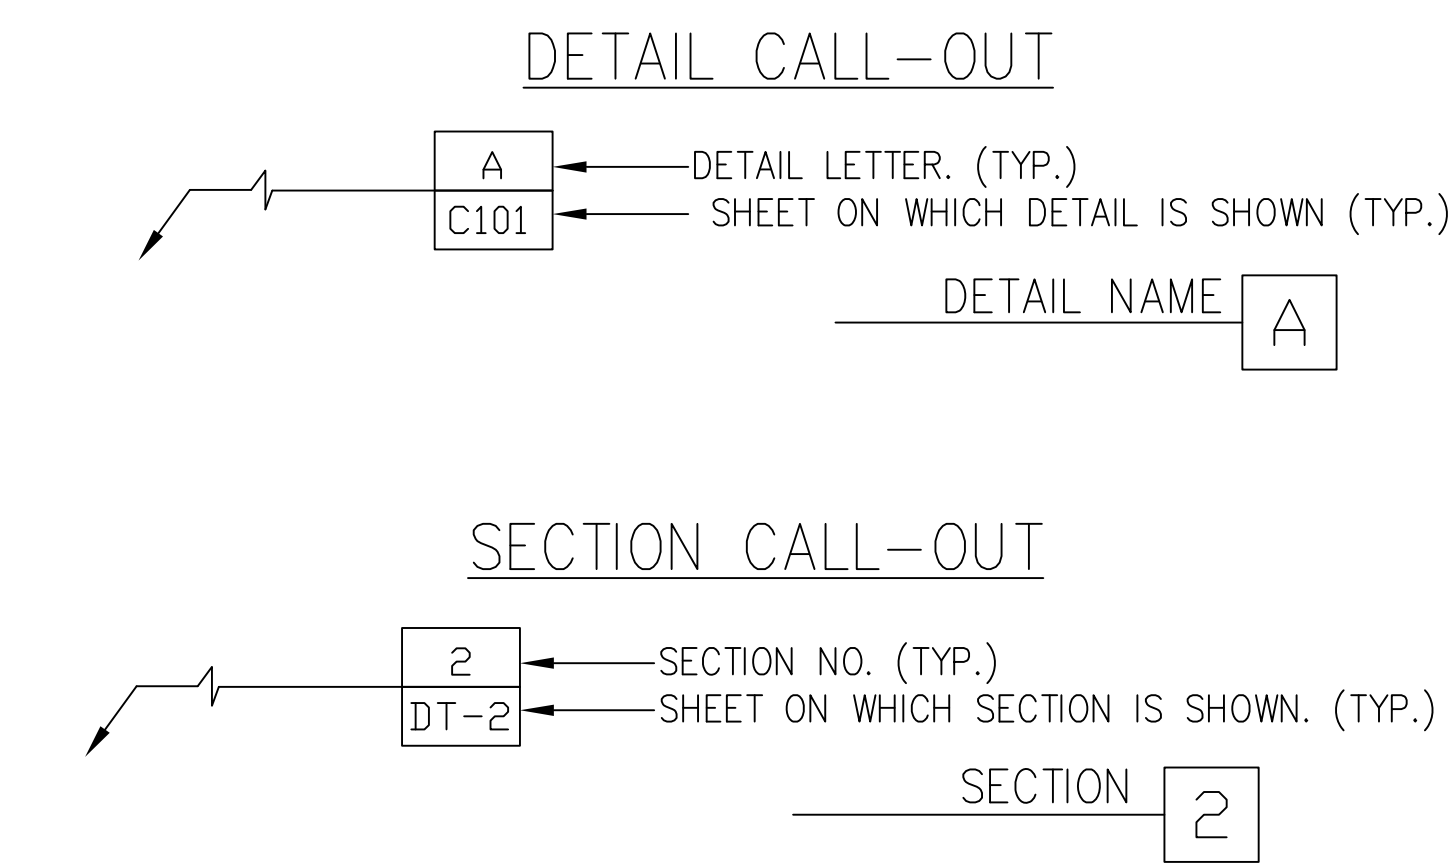 DETAIL CALL-OUT
A
DETAIL LETTER. (TYP.)
C101
SHEET ON WHICH DETAIL IS SHOWN (TYP.)
DETAIL NAME
A
SECTION CALL-OUT
2
SECTION NO. (TYP.)
DT-2
SHEET ON WHICH SECTION IS SHOWN. (TYP.)
SECTION
2